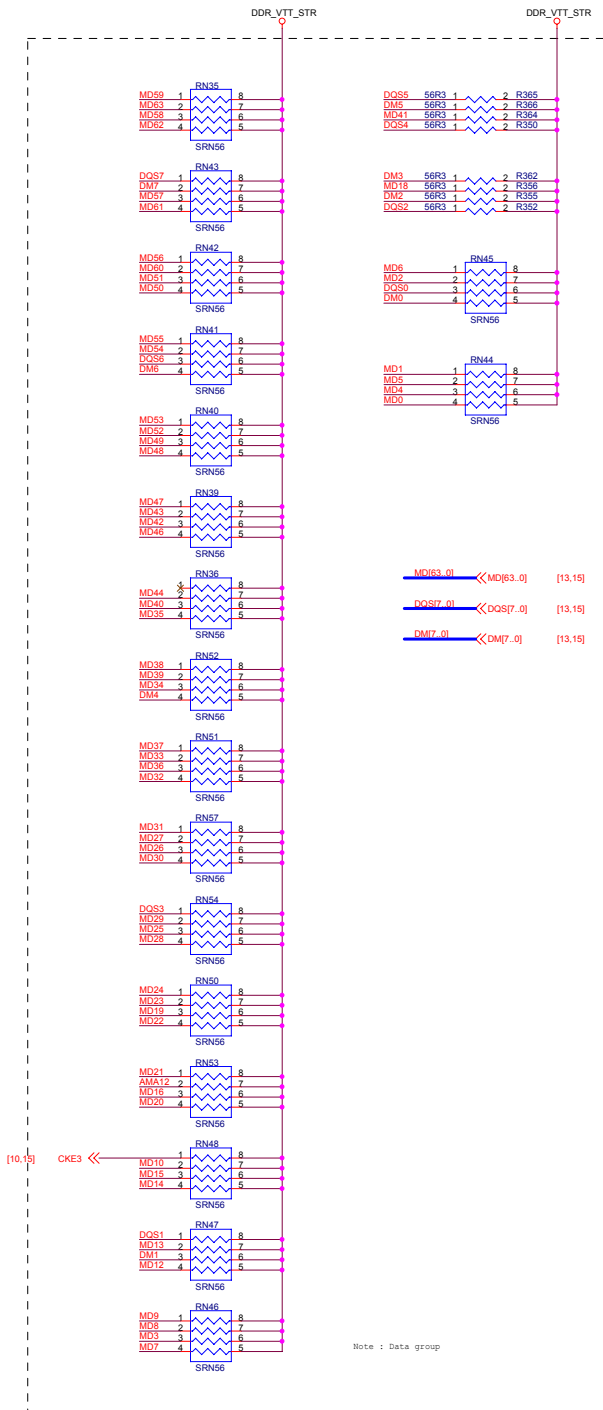 DDR_VTT_STR
RN35
MD59 1 8
MD63 2 7
MD58 3 6
MD62 4 5
SRN56
RN43
DQS7 1 8
DM7 2 7
MD57 3 6
MD61 4 5
SRN56
RN42
MD56 1 8
MD60 2 7
MD51 3 6
MD50 4 5
SRN56
RN41
MD55 1 8
MD54 2 7
DQS6 3 6
DM6 4 5
SRN56
RN40
MD53 1 8
MD52 2 7
MD49 3 6
MD48 4 5
SRN56
RN39
MD47 1 8
MD43 2 7
MD42 3 6
MD46 4 5
SRN56
RN36
1 8
MD44 2 7
MD40 3 6
MD35 4 5
SRN56
RN52
MD38 1 8
MD39 2 7
MD34 3 6
DM4 4 5
SRN56
RN51
MD37 1 8
MD33 2 7
MD36 3 6
MD32 4 5
SRN56
RN57
MD31 1 8
MD27 2 7
MD26 3 6
MD30 4 5
SRN56
RN54
DQS3 1 8
MD29 2 7
MD25 3 6
MD28 4 5
SRN56
RN50
MD24 1 8
MD23 2 7
MD19 3 6
MD22 4 5
SRN56
RN53
MD21 1 8
AMA12 2 7
MD16 3 6
MD20 4 5
SRN56
RN48
[10,15] CKE3 1 8
MD10 2 7
MD15 3 6
MD14 4 5
SRN56
RN47
DQS1 1 8
MD13 2 7
DM1 3 6
MD12 4 5
SRN56
RN46
MD9 1 8
MD8 2 7
MD3 3 6
MD7 4 5
SRN56
DDR_VTT_STR
DQS5 56R3 1 2 R365
DM5 56R3 1 2 R366
MD41 56R3 1 2 R364
DQS4 56R3 1 2 R350
DM3 56R3 1 2 R362
MD18 56R3 1 2 R356
DM2 56R3 1 2 R355
DQS2 56R3 1 2 R352
RN45
MD6 1 8
MD2 2 7
DQS0 3 6
DM0 4 5
SRN56
RN44
MD1 1 8
MD5 2 7
MD4 3 6
MD0 4 5
SRN56
MD[63..0] MD[63..0] [13,15]
DQS[7..0] DQS[7..0] [13,15]
DM[7..0] DM[7..0] [13,15]
Note : Data group